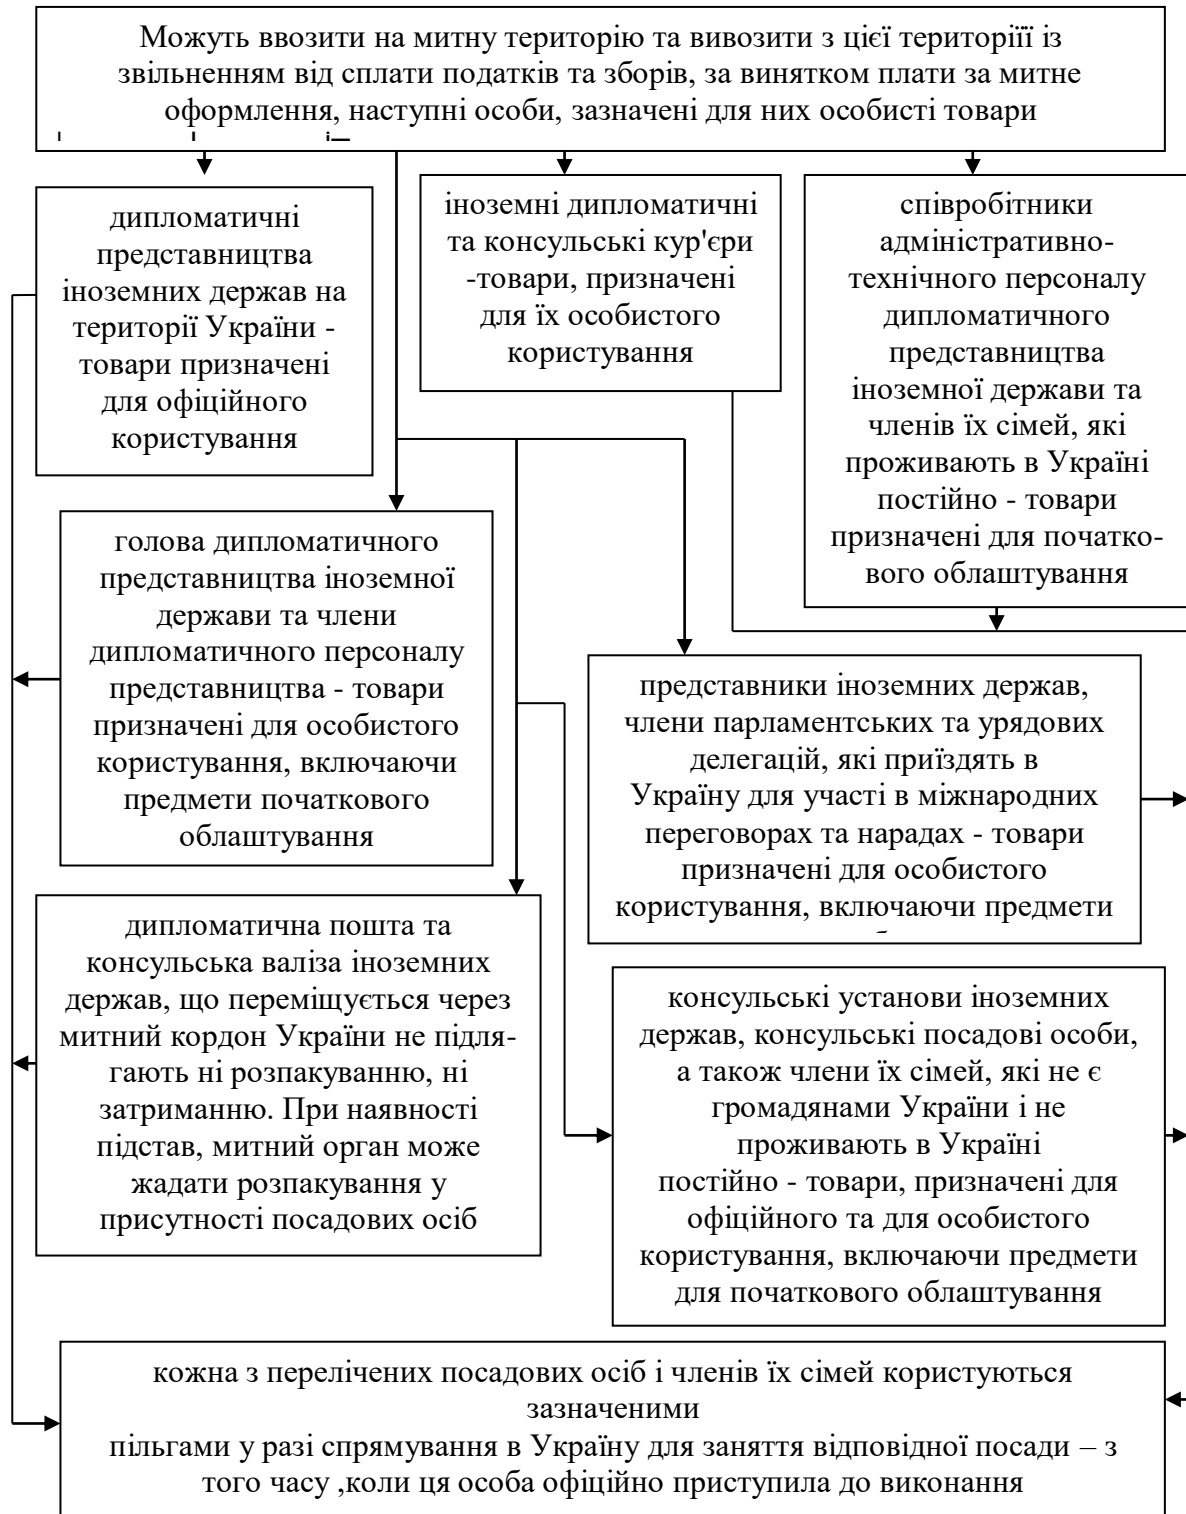 Можуть ввозити на митну територію та вивозити з цієї територіїї із
звільненням від сплати податків та зборів, за винятком плати за митне
оформлення, наступні особи, зазначені для них особисті товари
дипломатичні
представництва
іноземних держав на
території України -
товари призначені
для офіційного
користування
іноземні дипломатичні
та консульські кур'єри
-товари, призначені
для їх особистого
користування
співробітники
адміністративно-
технічного персоналу
дипломатичного
представництва
іноземної держави та
членів їх сімей, які
проживають в Україні
постійно - товари
призначені для початко-
вого облаштування
голова дипломатичного
представництва іноземної
держави та члени
дипломатичного персоналу
представництва - товари
призначені для особистого
користування, включаючи
предмети початкового
облаштування
представники іноземних держав,
члени парламентських та урядових
делегацій, які приїздять в
Україну для участі в міжнародних
переговорах та нарадах - товари
призначені для особистого
користування, включаючи предмети
дипломатична пошта та
консульська валіза іноземних
держав, що переміщується через
митний кордон України не підля-
гають ні розпакуванню, ні
затриманню. При наявності
підстав, митний орган може
жадати розпакування у
присутності посадових осіб
консульські установи іноземних
держав, консульські посадові особи,
а також члени їх сімей, які не є
громадянами України і не
проживають в Україні
постійно - товари, призначені для
офіційного та для особистого
користування, включаючи предмети
для початкового облаштування
кожна з перелічених посадових осіб і членів їх сімей користуються
зазначеними
пільгами у разі спрямування в Україну для заняття відповідної посади – з
того часу ,коли ця особа офіційно приступила до виконання